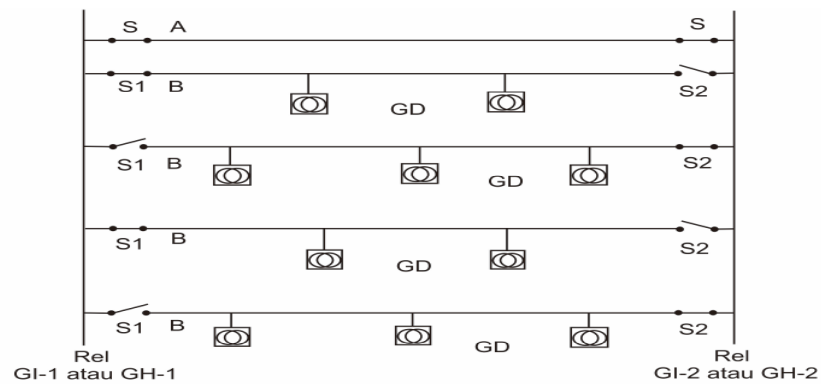 S A S
S1 B S2
GD
S1 B S2
GD
S1 B S2
GD
S1 B S2
GD
Rel Rel
GI-1 atau GH-1 GI-2 atau GH-2